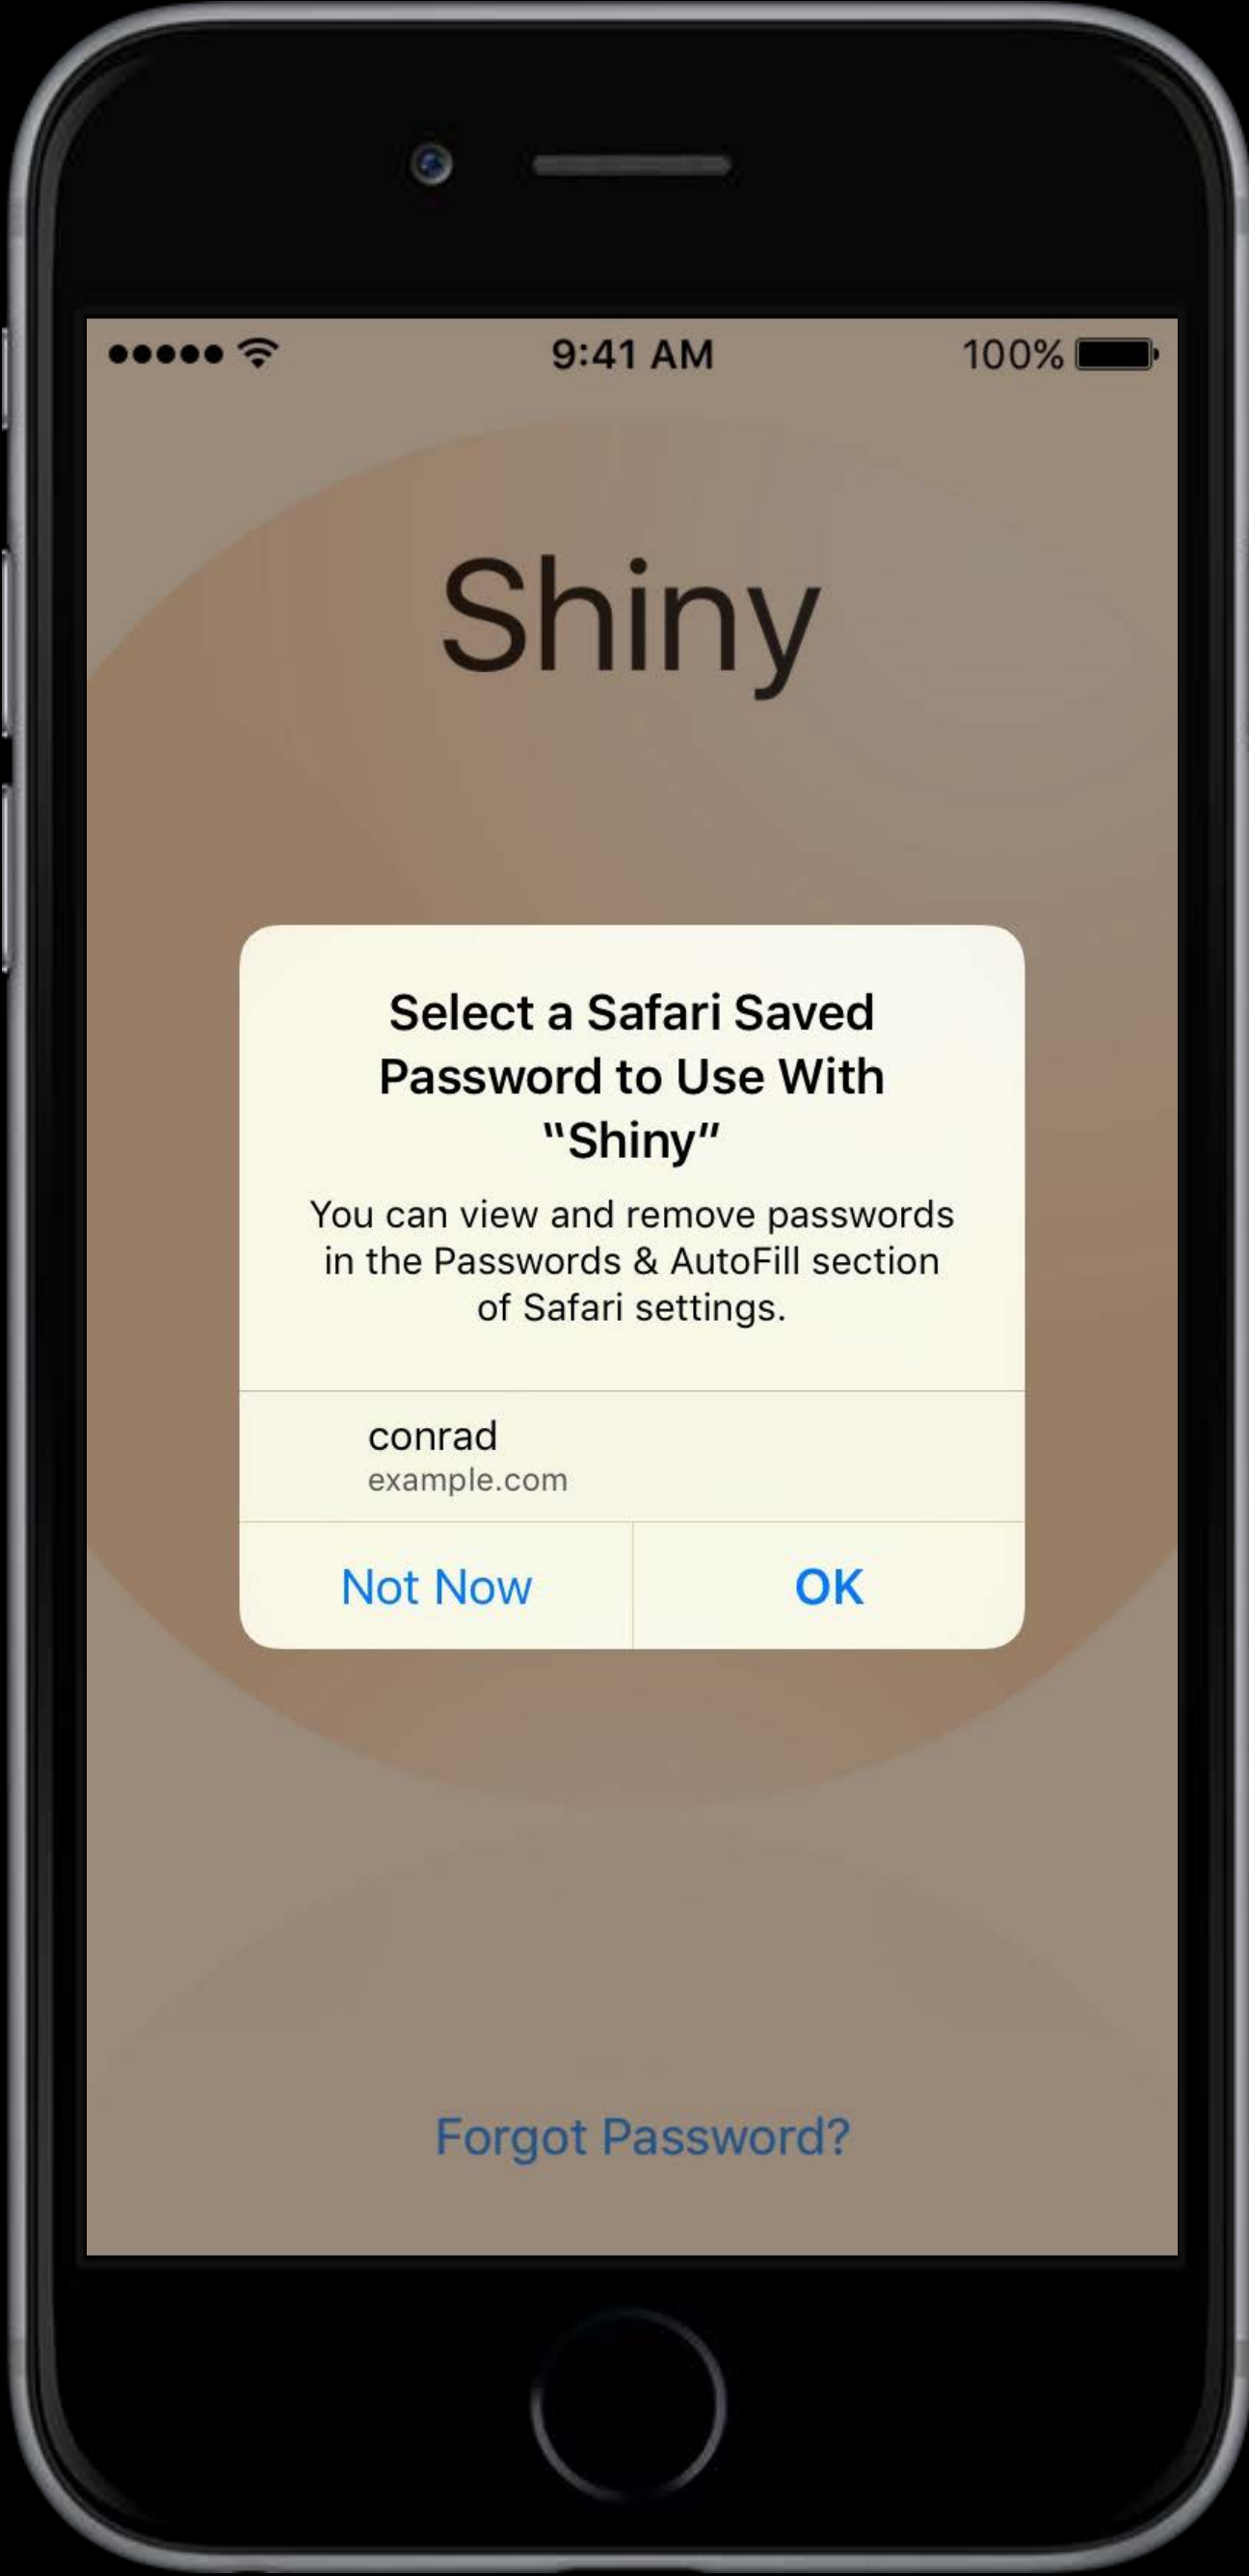 9:41 AM
100%
Shiny
Select a Safari Saved
Password to Use With
“Shiny”
You can view and remove passwords
in the Passwords & AutoFill section
of Safari settings.
conrad
example.com
Not Now
OK
Forgot Password?